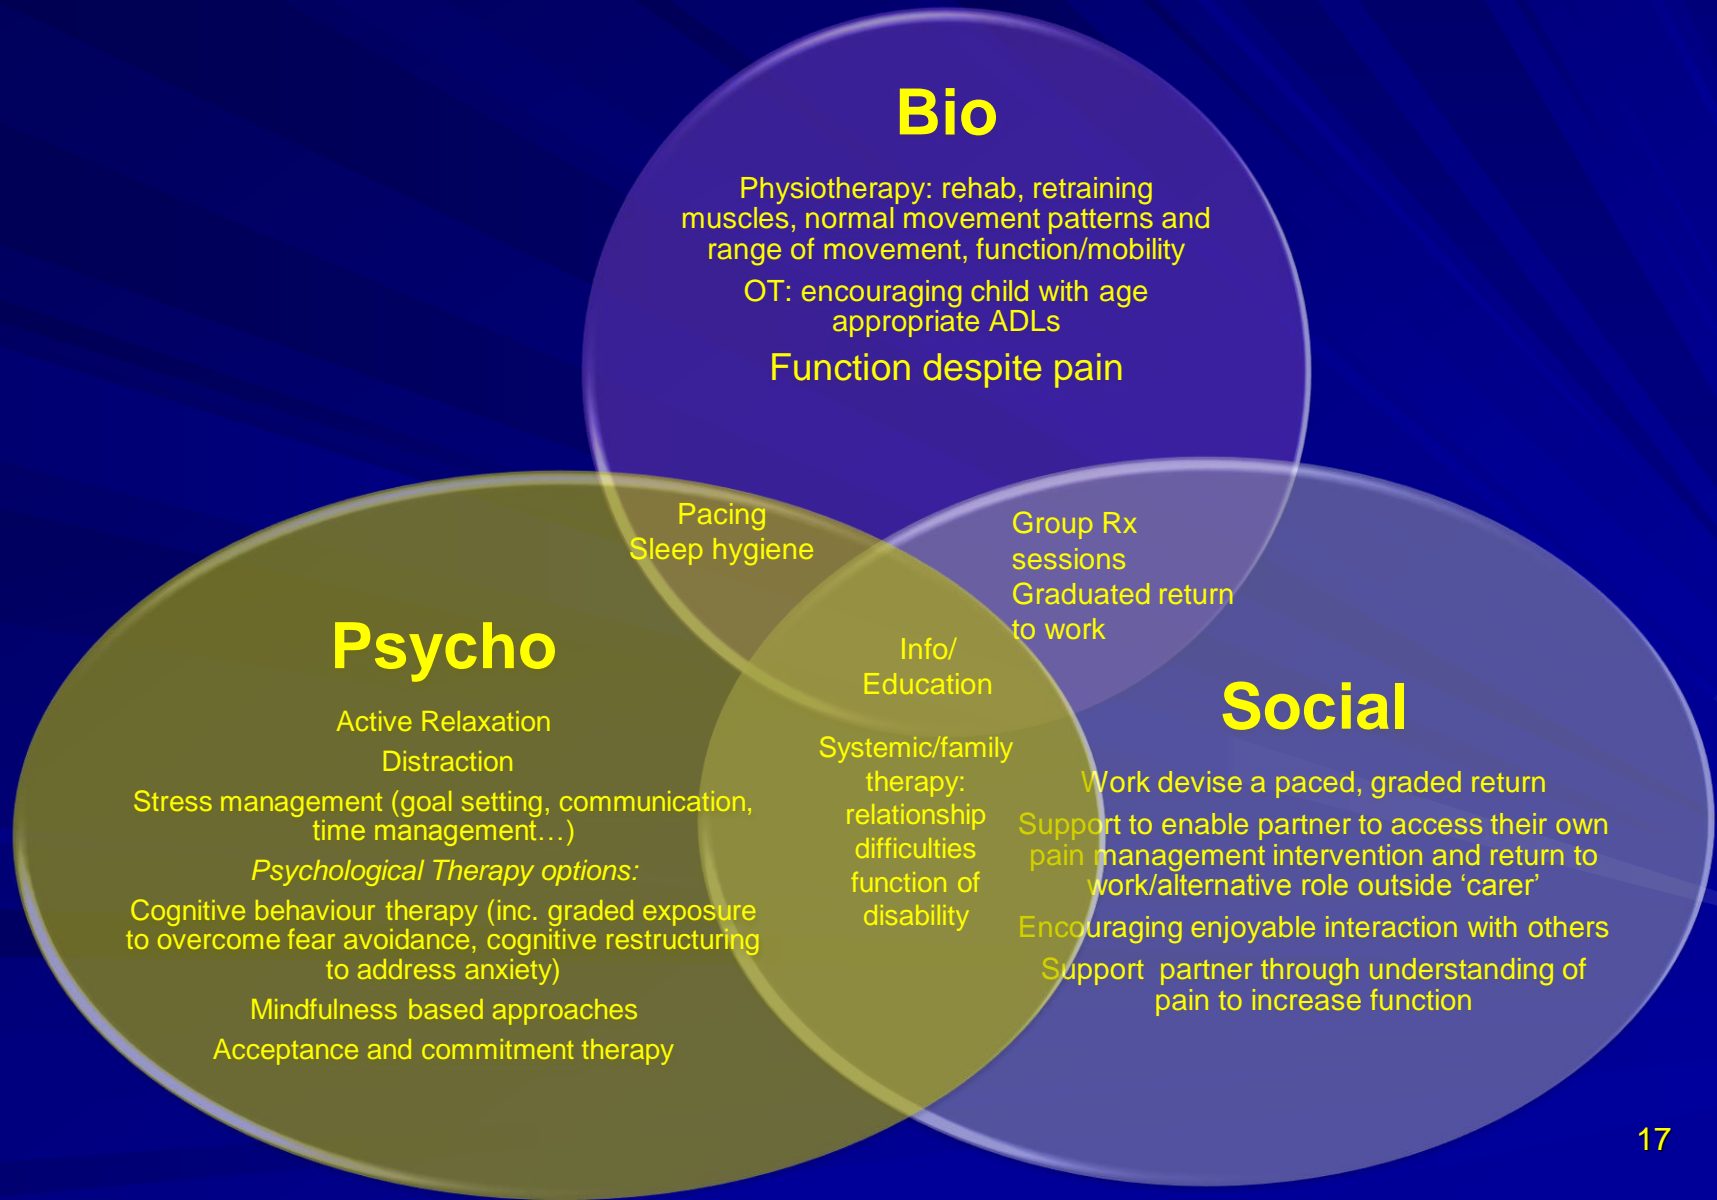 Bio
Physiotherapy: rehab, retraining
muscles, normal movement patterns and
range of movement, function/mobility
OT: encouraging child with age
appropriate ADLs
Function despite pain
Pacing
Sleep hygiene
Group Rx
sessions
Graduated return
to work
Info/
Education
Systemic/family
therapy:
relationship
difficulties
function of
disability
Psycho
Active Relaxation
Distraction
Stress management (goal setting, communication,
time management…)
Psychological Therapy options:
Cognitive behaviour therapy (inc. graded exposure
to overcome fear avoidance, cognitive restructuring
to address anxiety)
Mindfulness based approaches
Acceptance and commitment therapy
Social
Work devise a paced, graded return
Support to enable partner to access their own
pain management intervention and return to
work/alternative role outside ‘carer’
Encouraging enjoyable interaction with others
Support partner through understanding of
pain to increase function
17